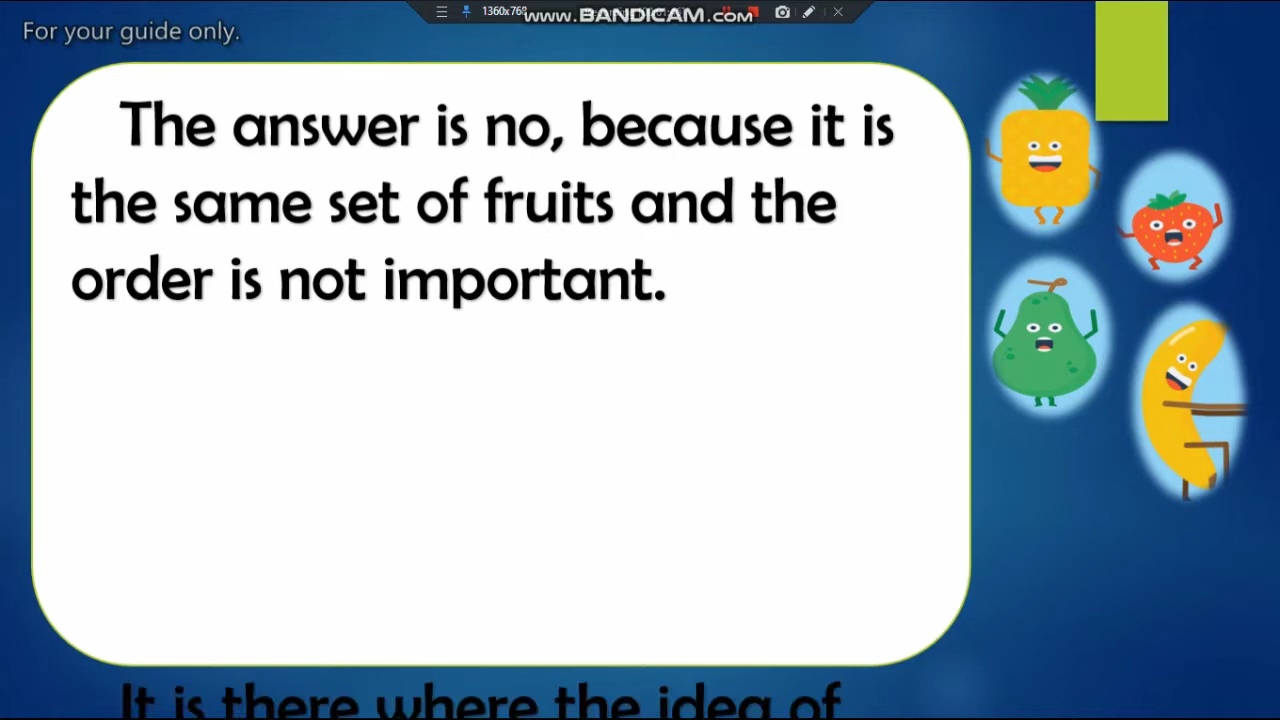 1360x768
www.BANDICAM.com
For your guide only.
The answer is no, because it is
the same set of fruits and the
order is not important.
It is there where the idea of